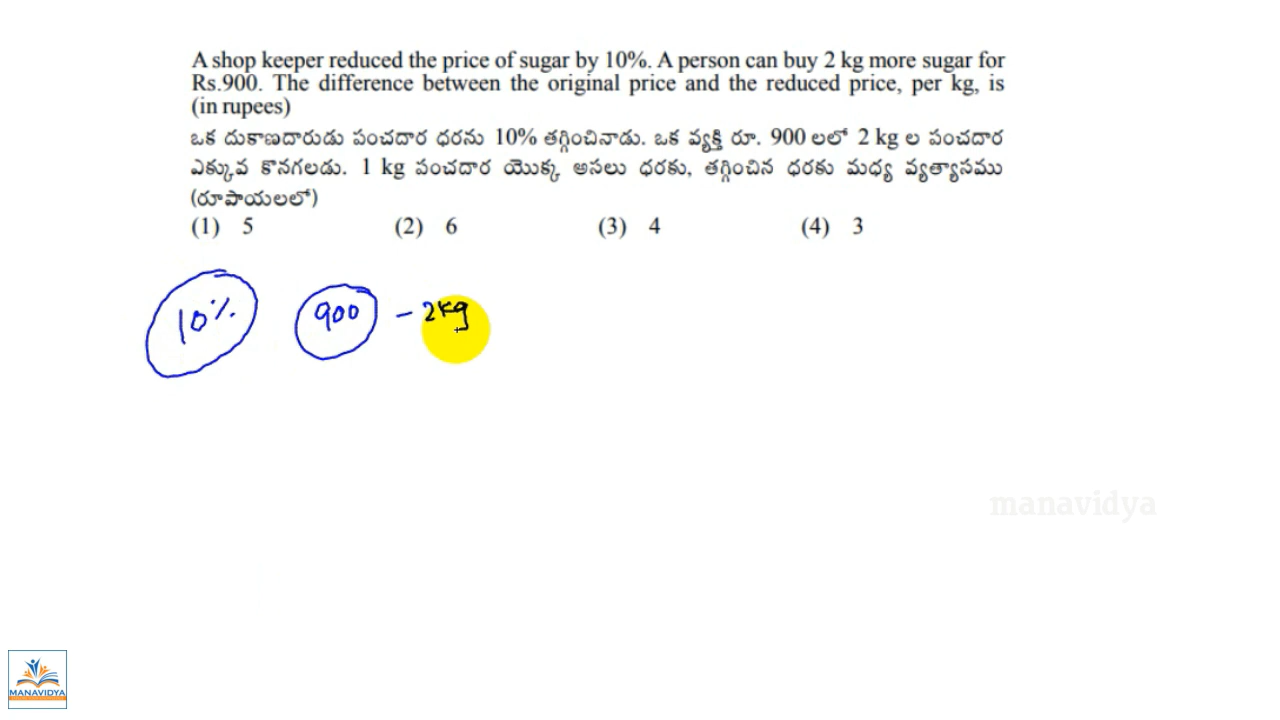 A shop keeper reduced the price of sugar by 10%. A person can buy 2 kg more sugar for
Rs.900. The difference between the original price and the reduced price, per kg, is
(in rupees)
ఒక దుకాణదారుడు పంచదార ధరను 10% తగ్గించినాడు. ఒక వ్యక్తి రూ. 900 లలో 2 kg ల పంచదార
ఎక్కువ కొనగలడు. 1 kg పంచదార యొక్క అసలు ధరకు, తగ్గించిన ధరకు మధ్య వ్యత్యాసము
(రూపాయలలో)
(1) 5 (2) 6 (3) 4 (4) 3
10% 900 - 2kg
manavidya
MANAVIDYA